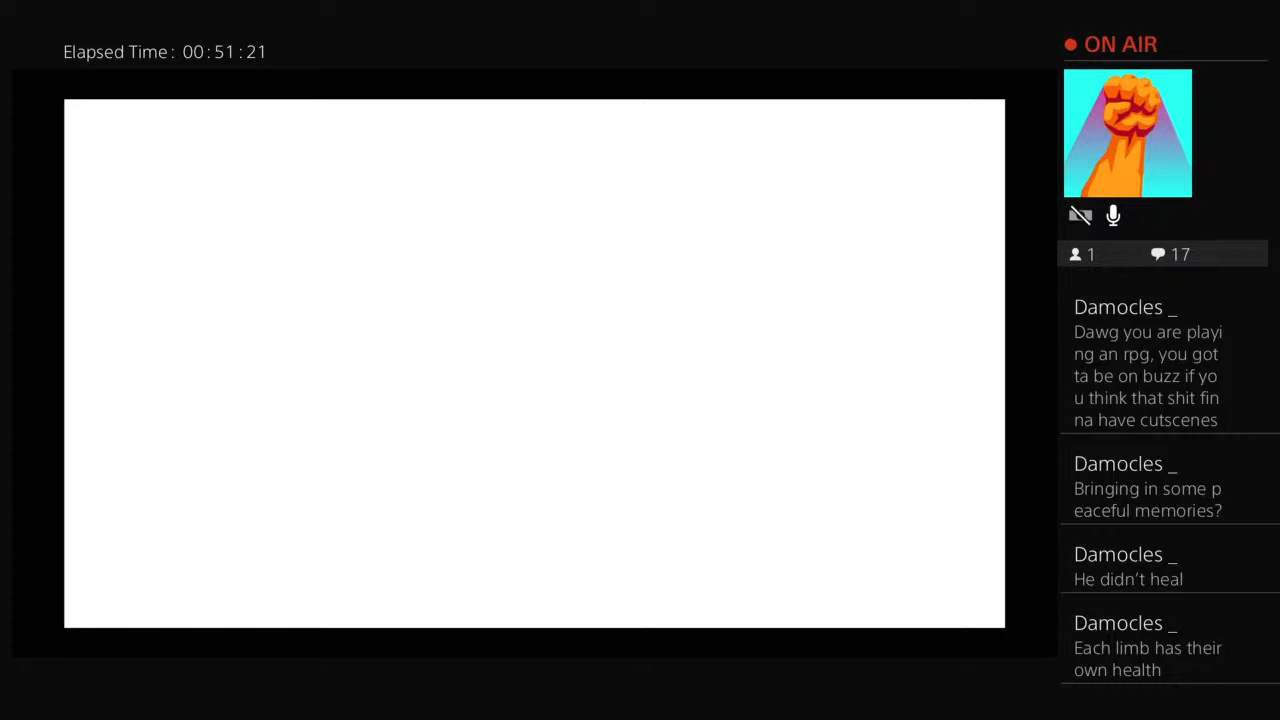 Elapsed Time: 00:51:21
ON AIR
1 17
Damocles _
Dawg you are playi
ng an rpg, you got
ta be on buzz if yo
u think that shit fin
na have cutscenes
Damocles _
Bringing in some p
eaceful memories?
Damocles _
He didn’t heal
Damocles _
Each limb has their
own health